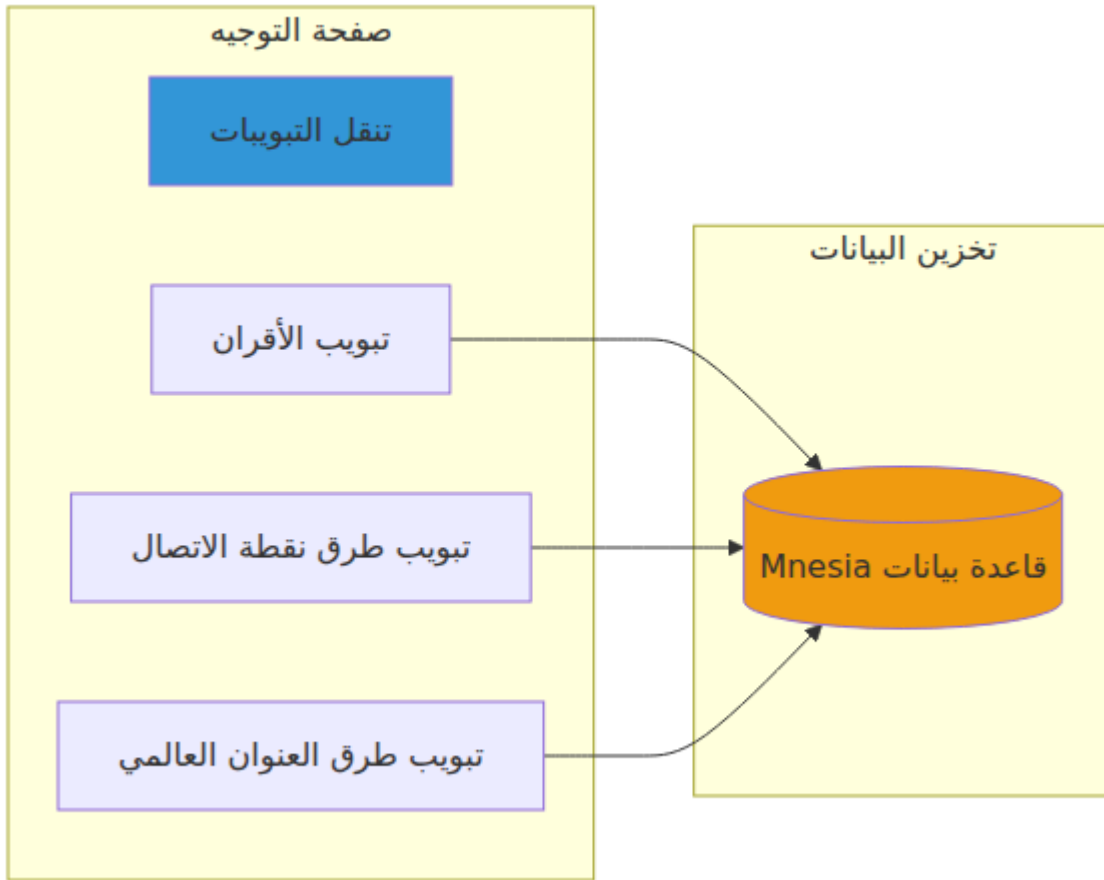 صفحة التوجيه
تنقل التبويبات
تبويب الأقران
تبويب طرق نقطة الاتصال
تبويب طرق العنوان العالمي
تخزين البيانات
قاعدة بيانات Mnesia